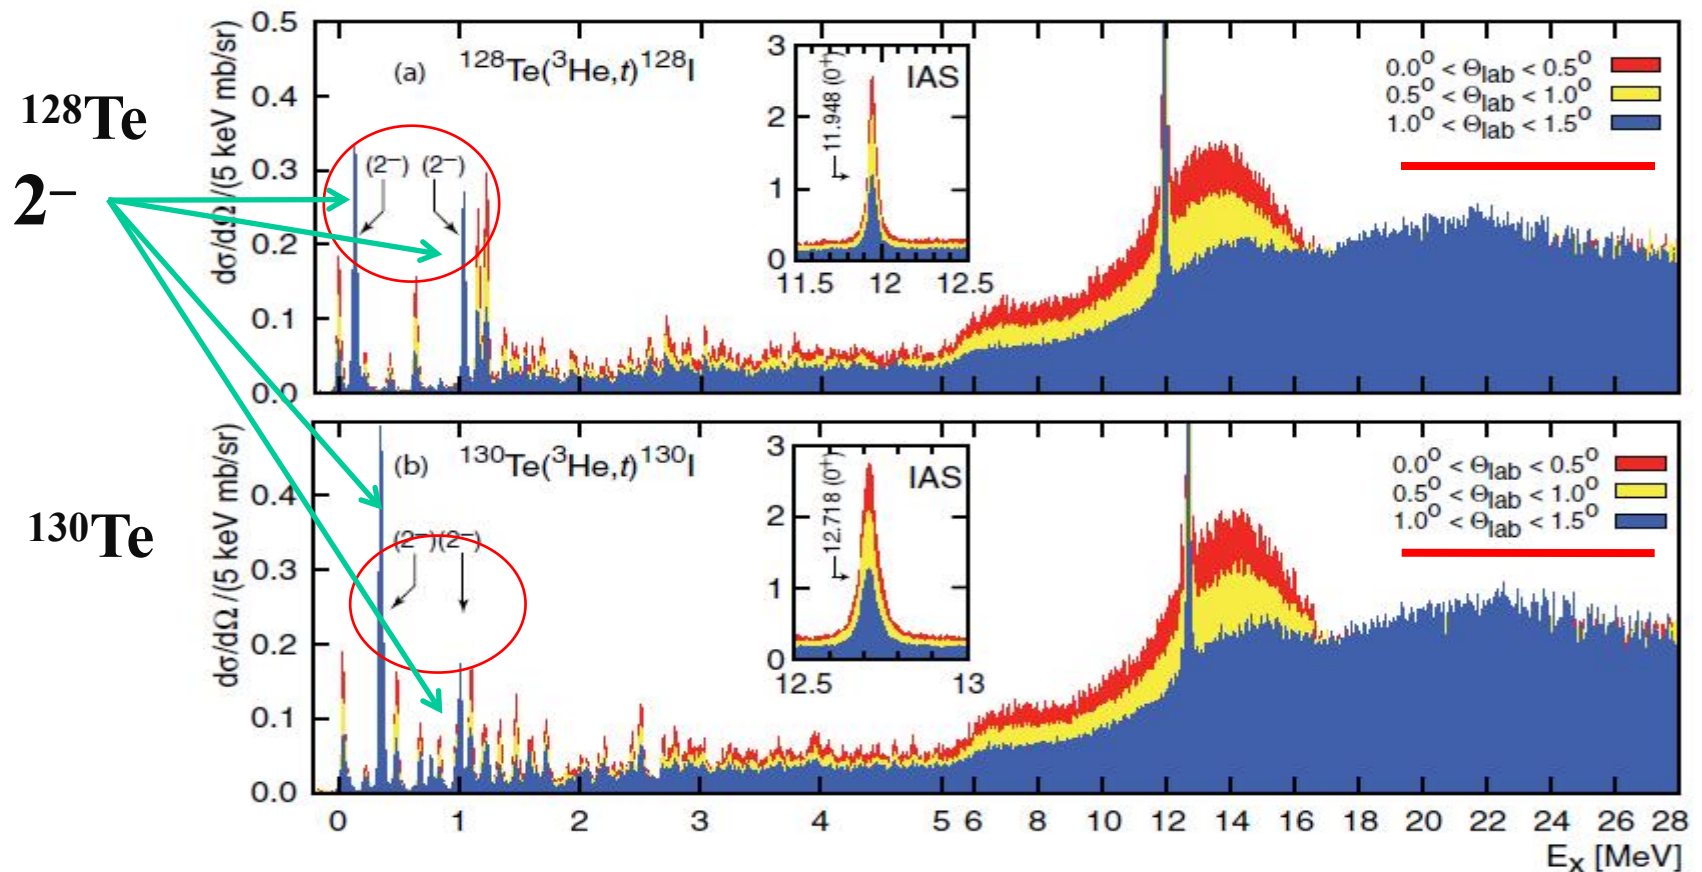 ¹²⁸Te
2⁻
¹³⁰Te
dσ/dΩ /(5 keV mb/sr)
0.5
0.4
0.3
0.2
0.1
0.0
(a) ¹²⁸Te(³He,t)¹²⁸I
(2⁻) (2⁻)
3
2
1
0
11.948 (0⁺)
IAS
11.5 12 12.5
0.0° < Θlab < 0.5°
0.5° < Θlab < 1.0°
1.0° < Θlab < 1.5°
dσ/dΩ /(5 keV mb/sr)
0.4
0.3
0.2
0.1
0.0
(b) ¹³⁰Te(³He,t)¹³⁰I
(2⁻)(2⁻)
3
2
1
0
12.718 (0⁺)
IAS
12.5 13
0.0° < Θlab < 0.5°
0.5° < Θlab < 1.0°
1.0° < Θlab < 1.5°
0 1 2 3 4 5 6 8 10 12 14 16 18 20 22 24 26 28
Eₓ [MeV]